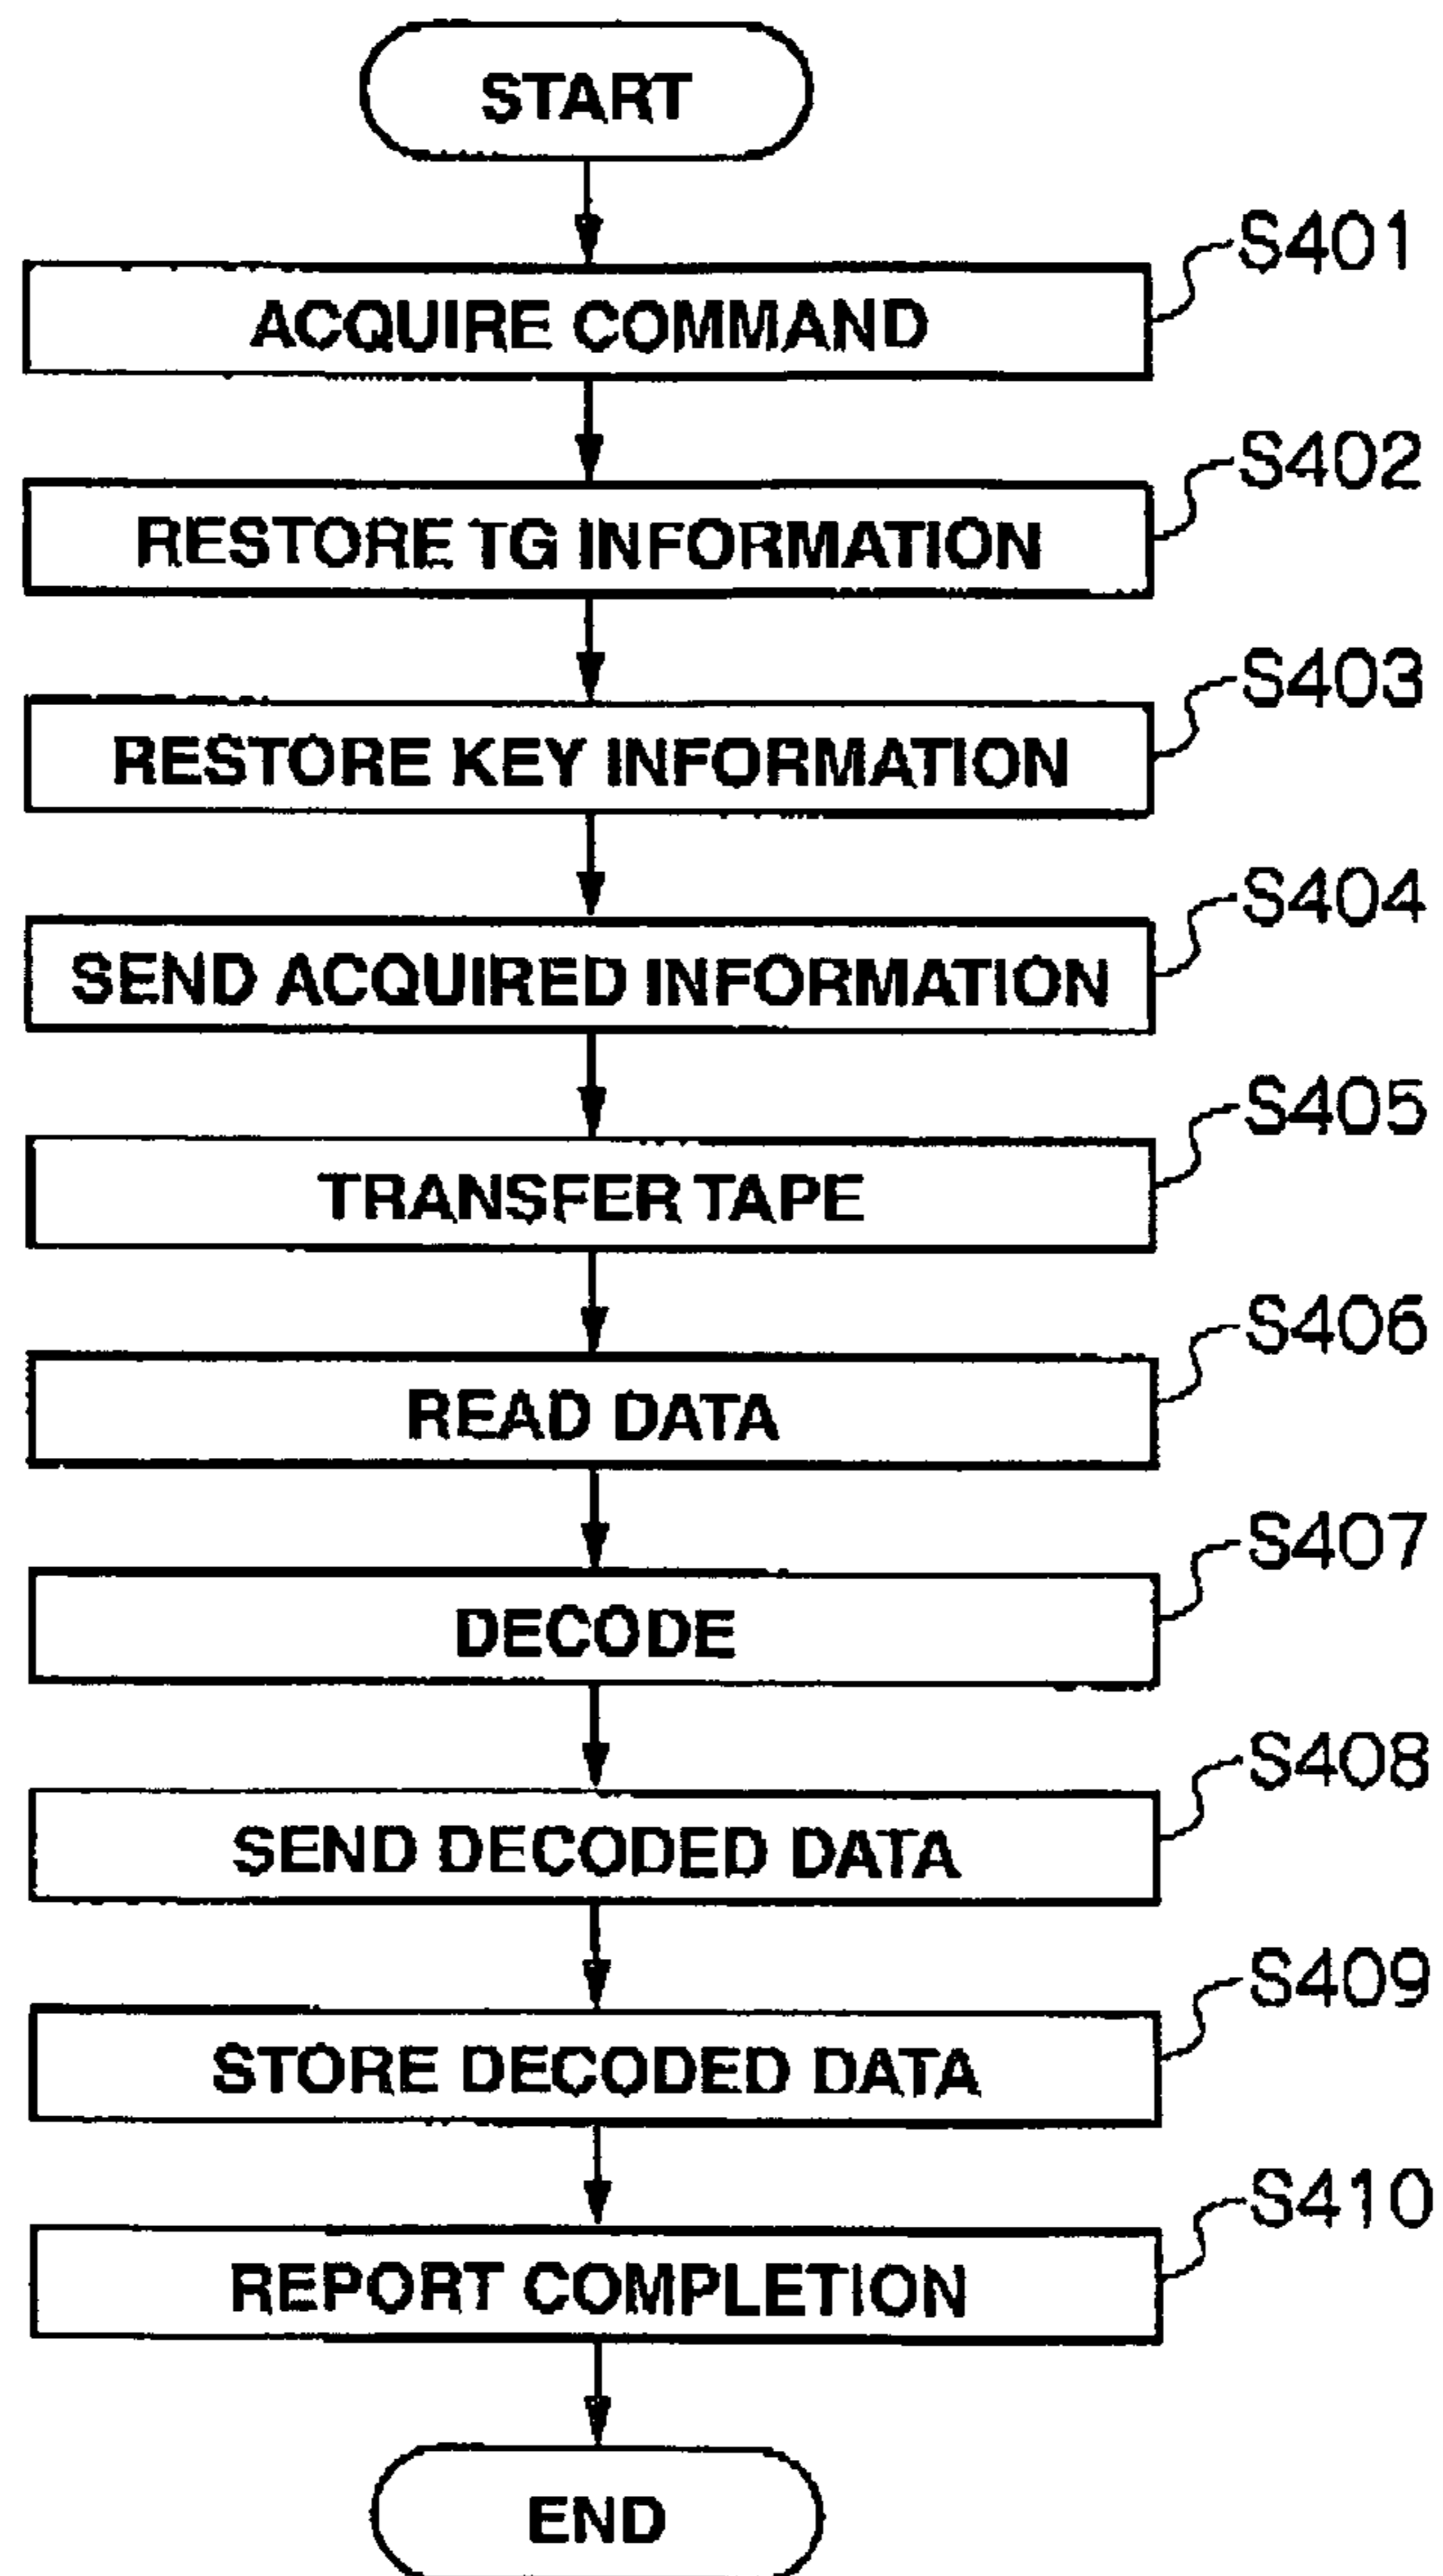 START
S401
ACQUIRE COMMAND
S402
RESTORE TG INFORMATION
S403
RESTORE KEY INFORMATION
S404
SEND ACQUIRED INFORMATION
S405
TRANSFER TAPE
S406
READ DATA
S407
DECODE
S408
SEND DECODED DATA
S409
STORE DECODED DATA
S410
REPORT COMPLETION
END